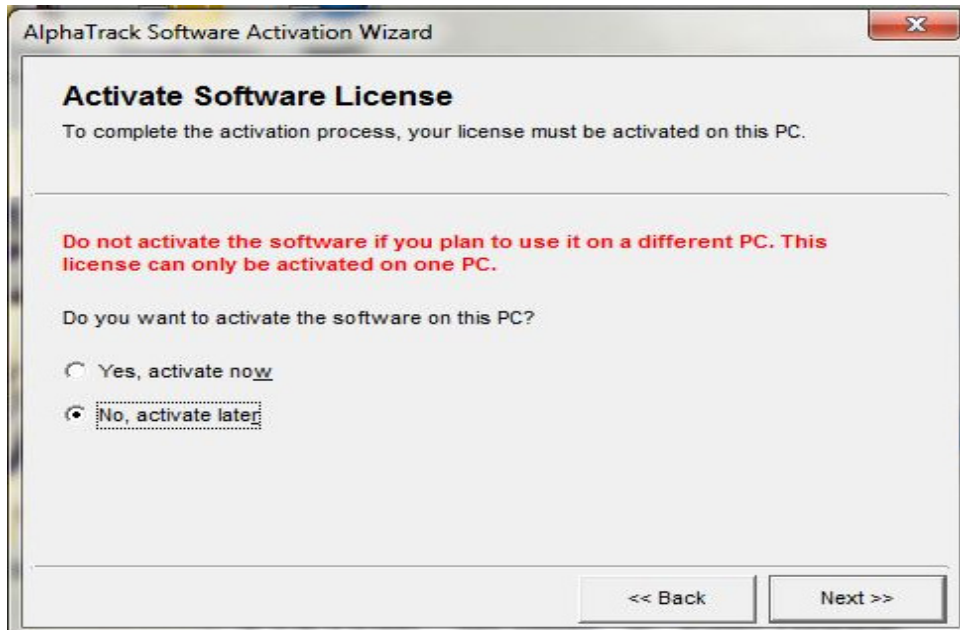 AlphaTrack Software Activation Wizard
Activate Software License
To complete the activation process, your license must be activated on this PC.
Do not activate the software if you plan to use it on a different PC. This
license can only be activated on one PC.
Do you want to activate the software on this PC?
Yes, activate now
No, activate later
<< Back
Next >>